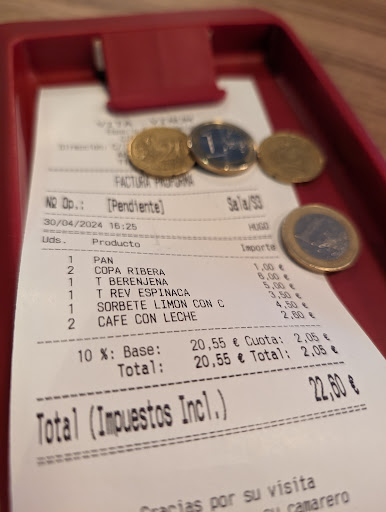 FACTURA PROFORMA
Nº Op.: [Pendiente] Sala/S3
30/04/2024 16:25 HUGO
Uds. Producto Importe
1 PAN 1,00 €
2 COPA RIBERA 6,00 €
1 T BERENJENA 5,00 €
1 T REV ESPINACA 3,50 €
1 SORBETE LIMON CON C 4,50 €
2 CAFE CON LECHE 2,60 €
10 %: Base: 20,55 € Cuota: 2,05 €
Total: 20,55 € Total: 2,05 €
Total (Impuestos Incl.) 22,60 €
Gracias por su visita
su camarero